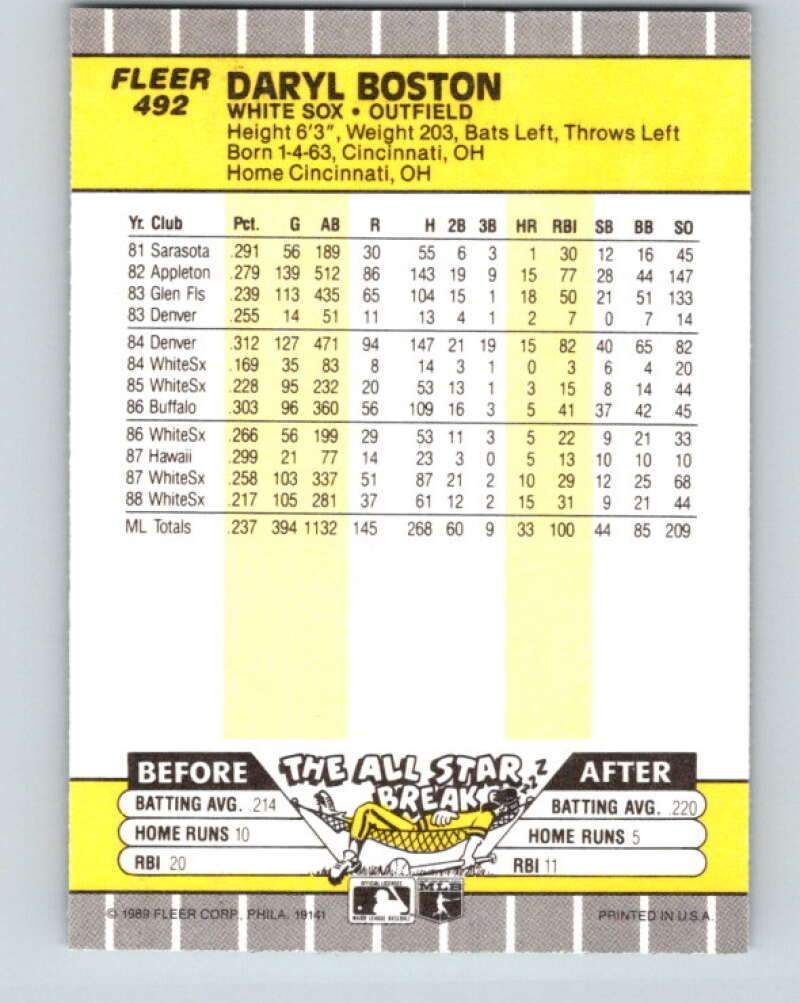 FLEER
492
DARYL BOSTON
WHITE SOX • OUTFIELD
Height 6'3", Weight 203, Bats Left, Throws Left
Born 1-4-63, Cincinnati, OH
Home Cincinnati, OH
Yr. Club Pct. G AB R H 2B 3B HR RBI SB BB SO
81 Sarasota .291 56 189 30 55 6 3 1 30 12 16 45
82 Appleton .279 139 512 86 143 19 9 15 77 28 44 147
83 Glen Fls .239 113 435 65 104 15 1 18 50 21 51 133
83 Denver .255 14 51 11 13 4 1 2 7 0 7 14
84 Denver .312 127 471 94 147 21 19 15 82 40 65 82
84 WhiteSx .169 35 83 8 14 3 1 0 3 6 4 20
85 WhiteSx .228 95 232 20 53 13 1 3 15 8 14 44
86 Buffalo .303 96 360 56 109 16 3 5 41 37 42 45
86 WhiteSx .266 56 199 29 53 11 3 5 22 9 21 33
87 Hawaii .299 21 77 14 23 3 0 5 13 10 10 10
87 WhiteSx .258 103 337 51 87 21 2 10 29 12 25 68
88 WhiteSx .217 105 281 37 61 12 2 15 31 9 21 44
ML Totals .237 394 1132 145 268 60 9 33 100 44 85 209
BEFORE THE ALL STAR BREAK ZZZ AFTER
BATTING AVG. .214 BATTING AVG. .220
HOME RUNS 10 HOME RUNS 5
RBI 20 RBI 11
OFFICIAL LICENSEE
MAJOR LEAGUE BASEBALL
MLB
© 1989 FLEER CORP., PHILA. 19141 PRINTED IN U.S.A.